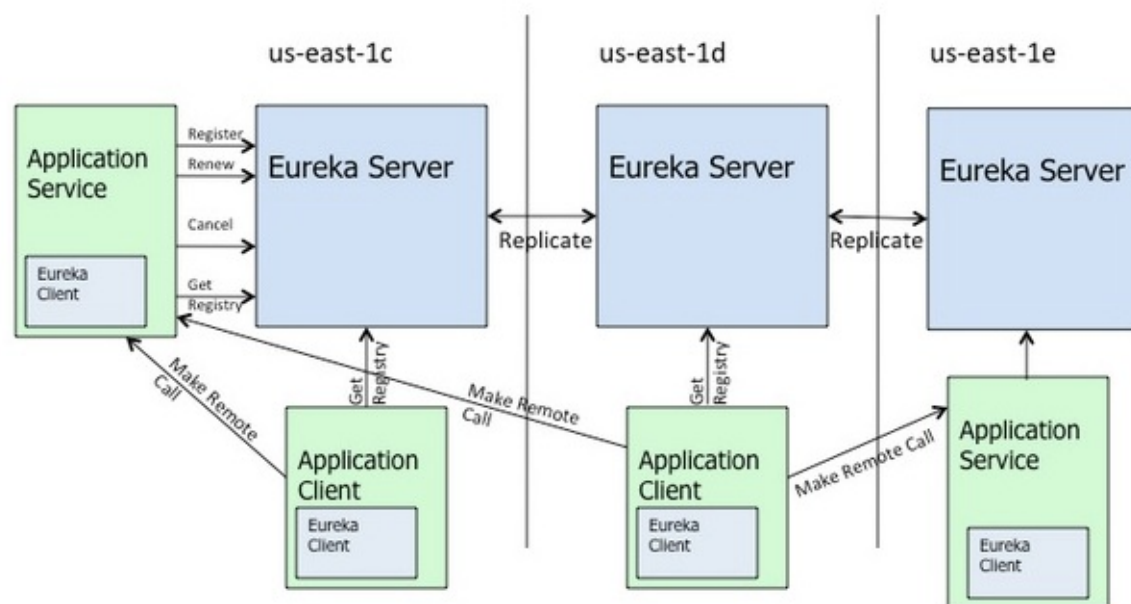 us-east-1c
us-east-1d
us-east-1e
Application
Service
Eureka
Client
Register
Renew
Cancel
Get
Registry
Eureka Server
Replicate
Eureka Server
Replicate
Eureka Server
Make Remote
Call
Get
Registry
Make Remote
Call
Get
Registry
Make Remote Call
Application
Client
Eureka
Client
Application
Client
Eureka
Client
Application
Service
Eureka
Client